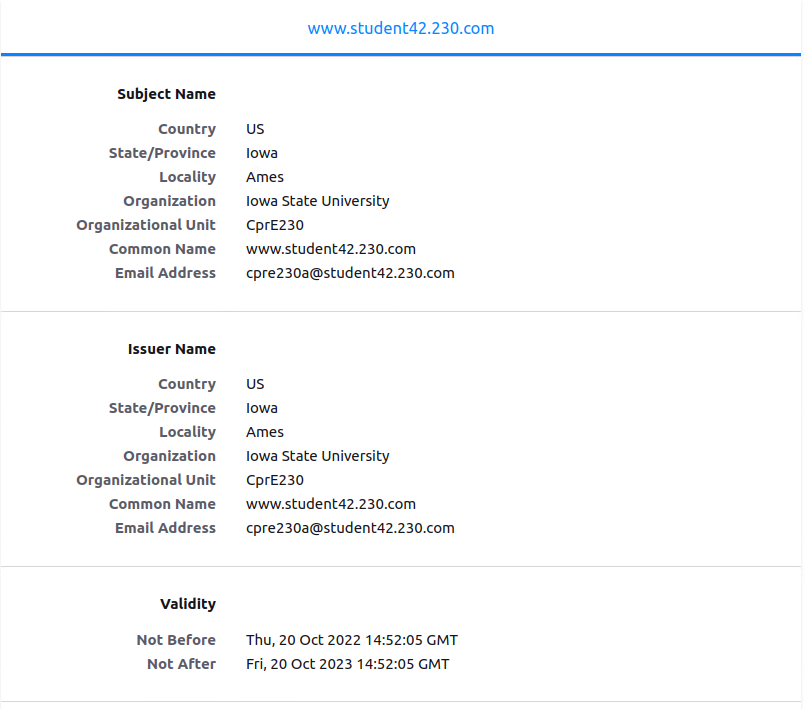 www.student42.230.com
Subject Name
Country US
State/Province Iowa
Locality Ames
Organization Iowa State University
Organizational Unit CprE230
Common Name www.student42.230.com
Email Address cpre230a@student42.230.com
Issuer Name
Country US
State/Province Iowa
Locality Ames
Organization Iowa State University
Organizational Unit CprE230
Common Name www.student42.230.com
Email Address cpre230a@student42.230.com
Validity
Not Before Thu, 20 Oct 2022 14:52:05 GMT
Not After Fri, 20 Oct 2023 14:52:05 GMT